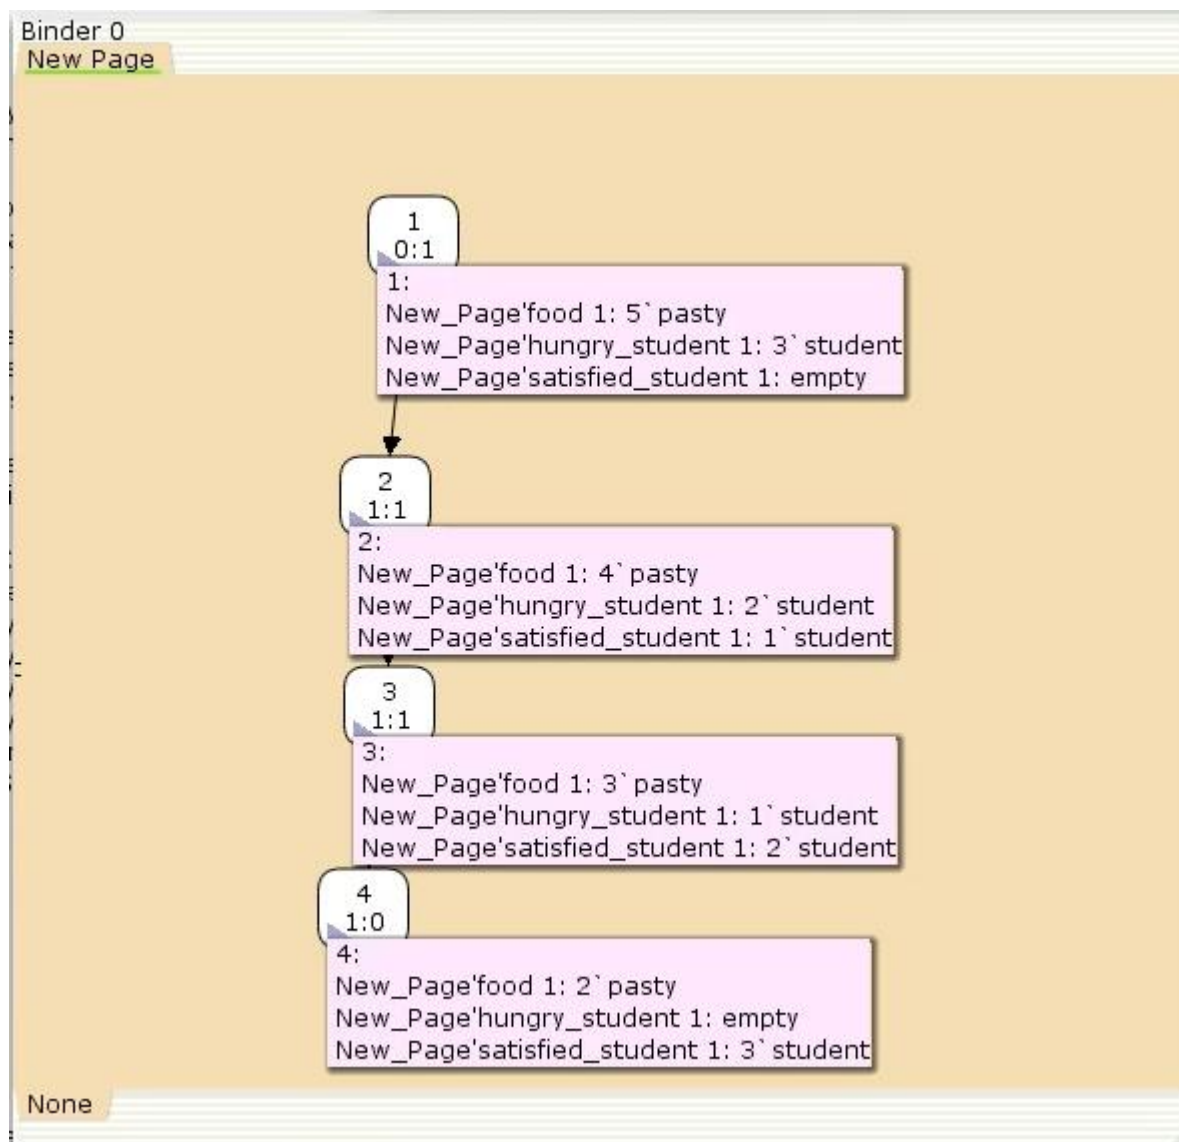 Binder 0
New Page
1
0:1
1:
New_Page'food 1: 5`pasty
New_Page'hungry_student 1: 3`student
New_Page'satisfied_student 1: empty
2
1:1
2:
New_Page'food 1: 4`pasty
New_Page'hungry_student 1: 2`student
New_Page'satisfied_student 1: 1`student
3
1:1
3:
New_Page'food 1: 3`pasty
New_Page'hungry_student 1: 1`student
New_Page'satisfied_student 1: 2`student
4
1:0
4:
New_Page'food 1: 2`pasty
New_Page'hungry_student 1: empty
New_Page'satisfied_student 1: 3`student
None